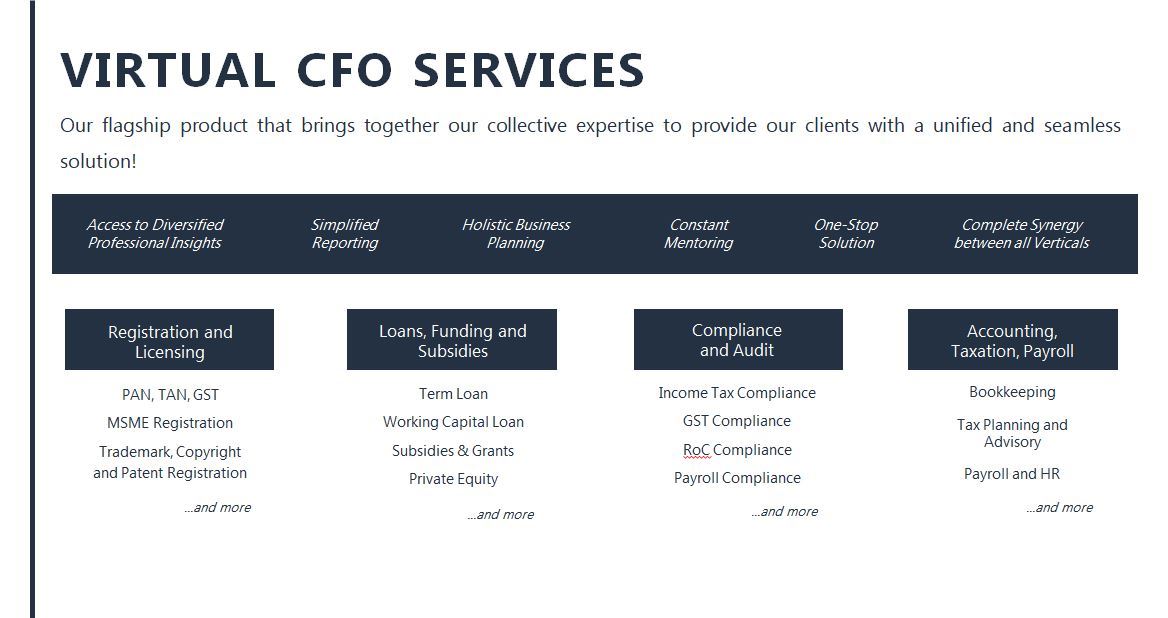 VIRTUAL CFO SERVICES
Our flagship product that brings together our collective expertise to provide our clients with a unified and seamless
solution!
Access to Diversified
Professional Insights
Simplified
Reporting
Holistic Business
Planning
Constant
Mentoring
One-Stop
Solution
Complete Synergy
between all Verticals
Registration and
Licensing
PAN, TAN, GST
MSME Registration
Trademark, Copyright
and Patent Registration
...and more
Loans, Funding and
Subsidies
Term Loan
Working Capital Loan
Subsidies & Grants
Private Equity
...and more
Compliance
and Audit
Income Tax Compliance
GST Compliance
RoC Compliance
Payroll Compliance
...and more
Accounting,
Taxation, Payroll
Bookkeeping
Tax Planning and
Advisory
Payroll and HR
...and more